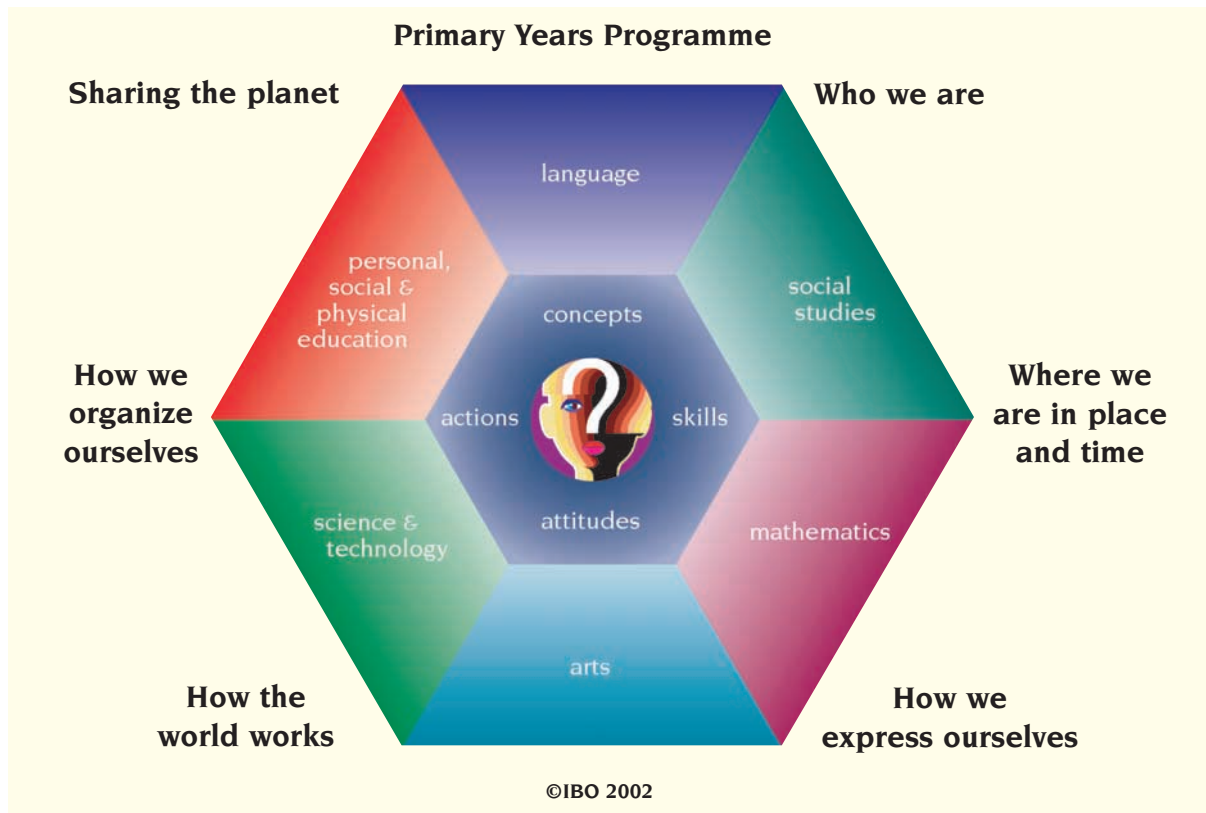 Primary Years Programme
Sharing the planet
Who we are
language
personal,
social &
physical
education
social
studies
concepts
How we
organize
ourselves
actions
skills
Where we
are in place
and time
attitudes
science &
technology
mathematics
arts
How the
world works
How we
express ourselves
©IBO 2002